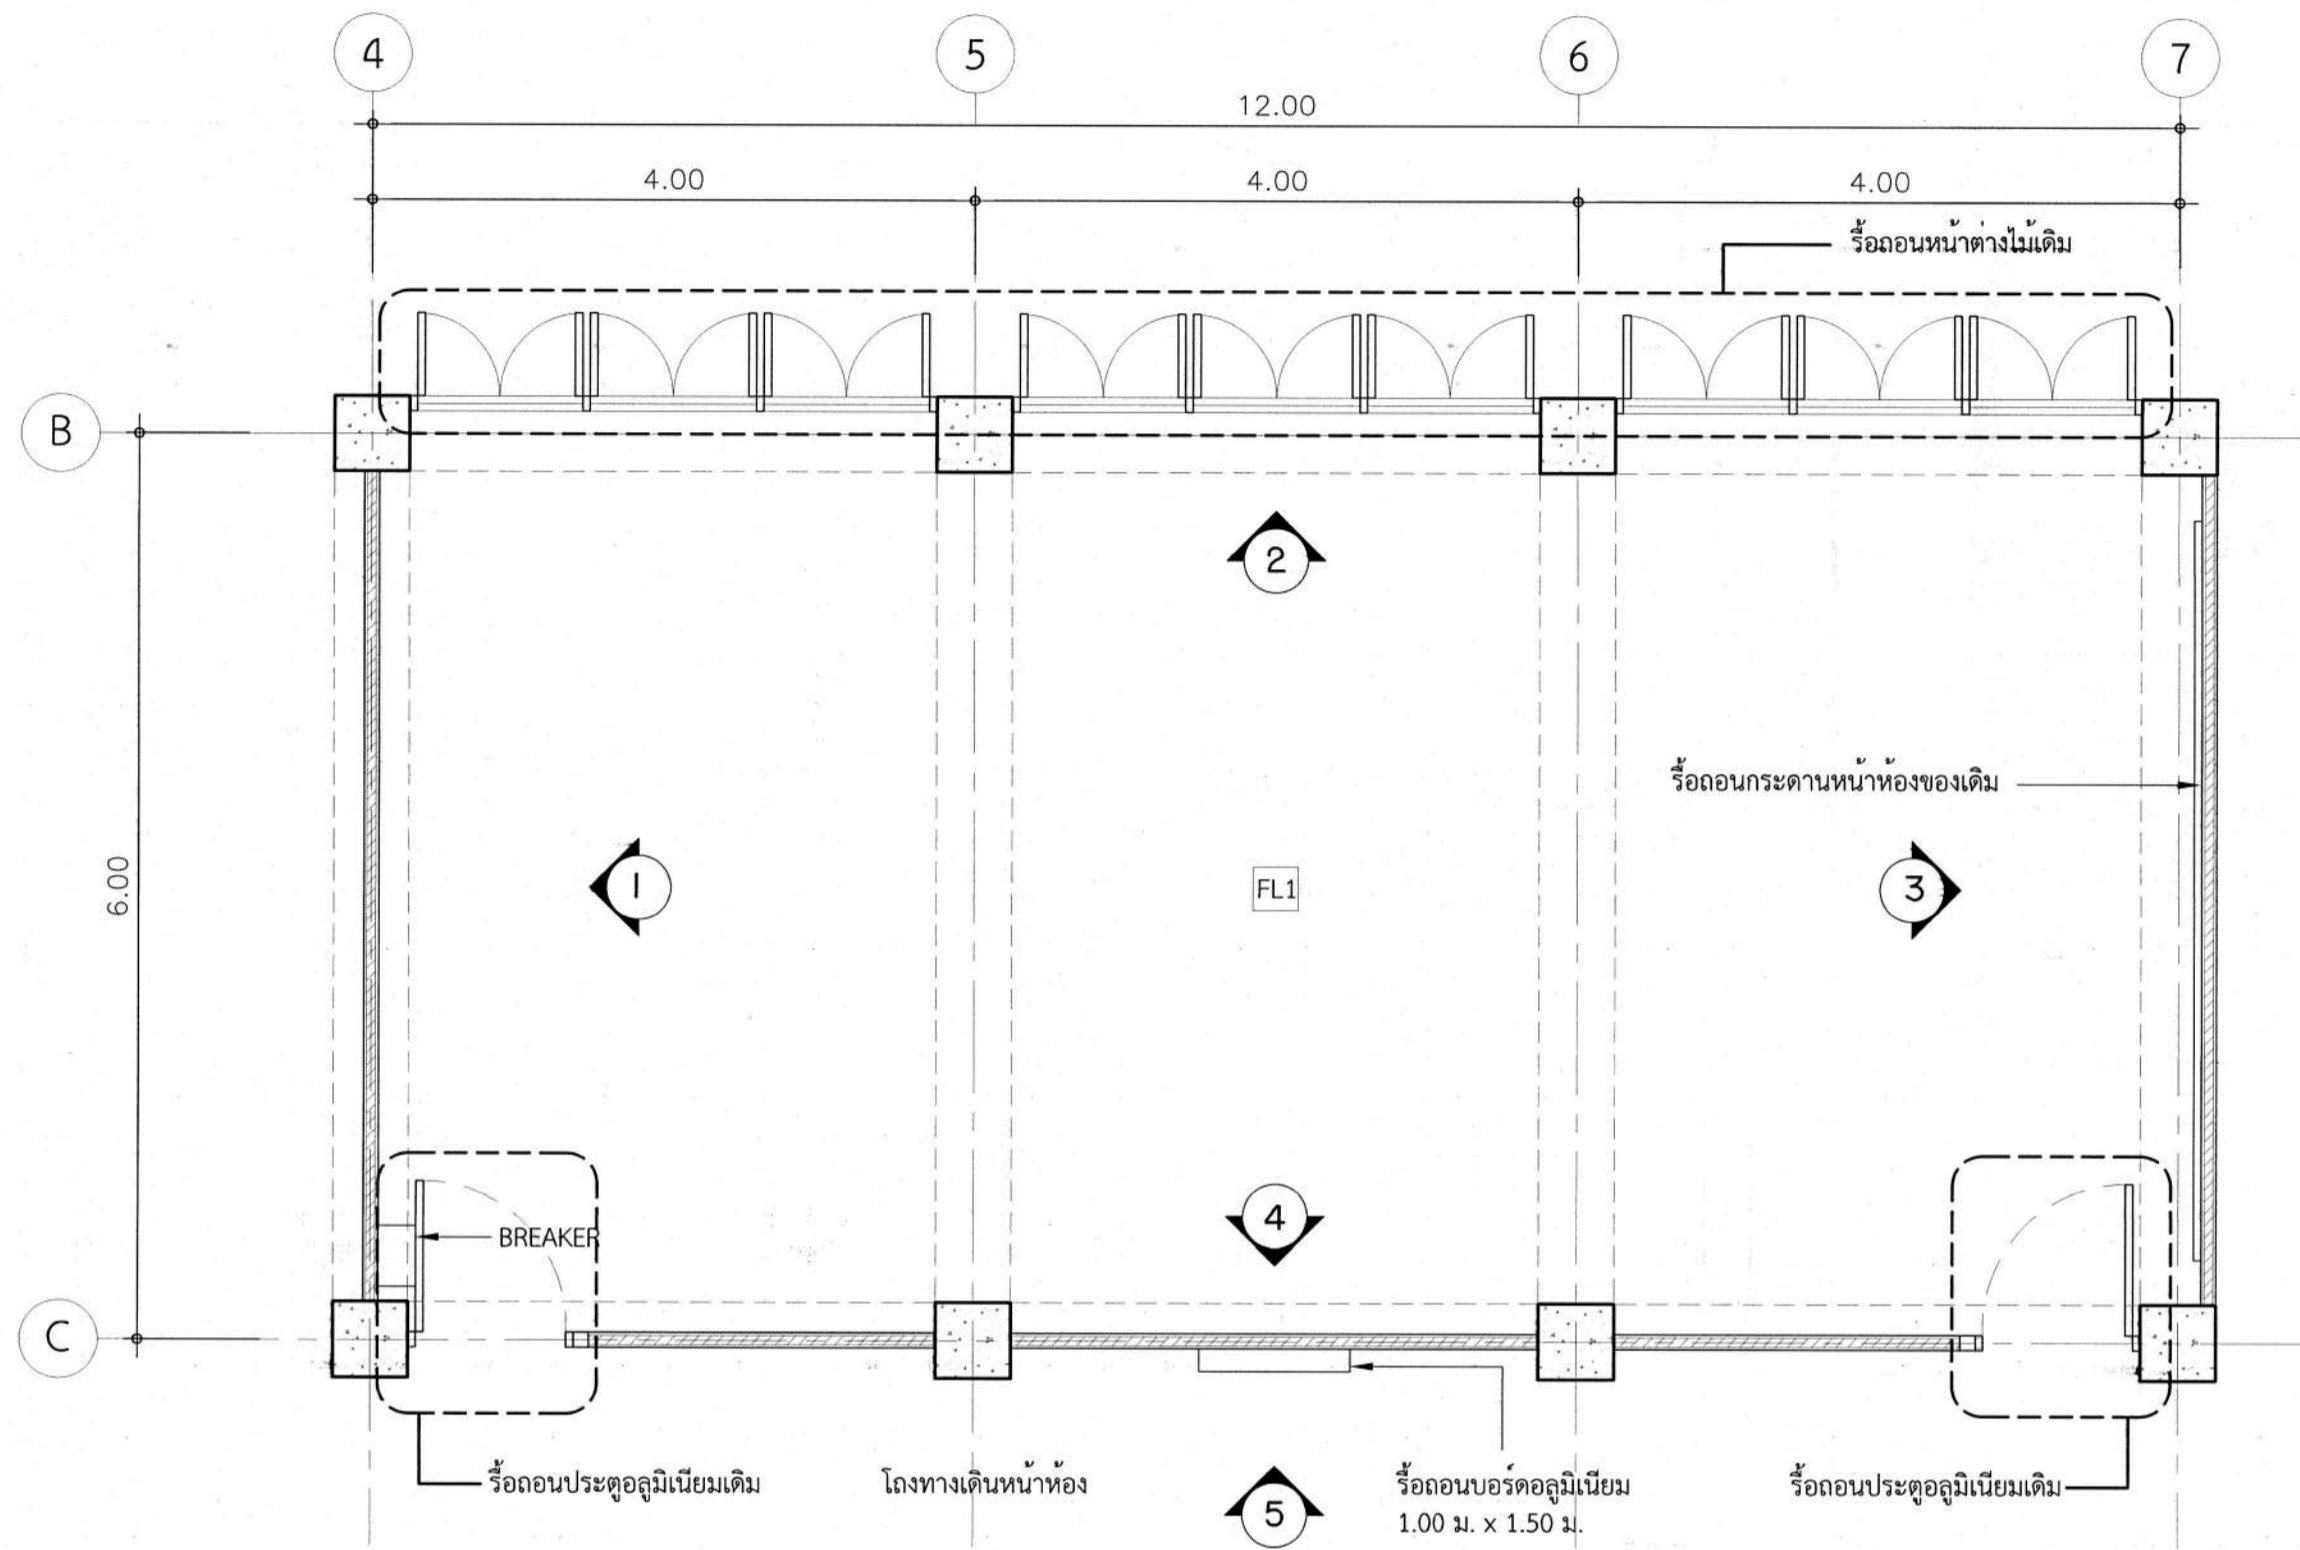 4
5
6
7
12.00
4.00
4.00
4.00
รื้อถอนหน้าต่างไม้เดิม
B
2
รื้อถอนกระดานหน้าห้องของเดิม
6.00
1
FL1
3
4
BREAKER
C
รื้อถอนประตูอลูมิเนียมเดิม
โถงทางเดินหน้าห้อง
5
รื้อถอนบอร์ดอลูมิเนียม
1.00 ม. x 1.50 ม.
รื้อถอนประตูอลูมิเนียมเดิม